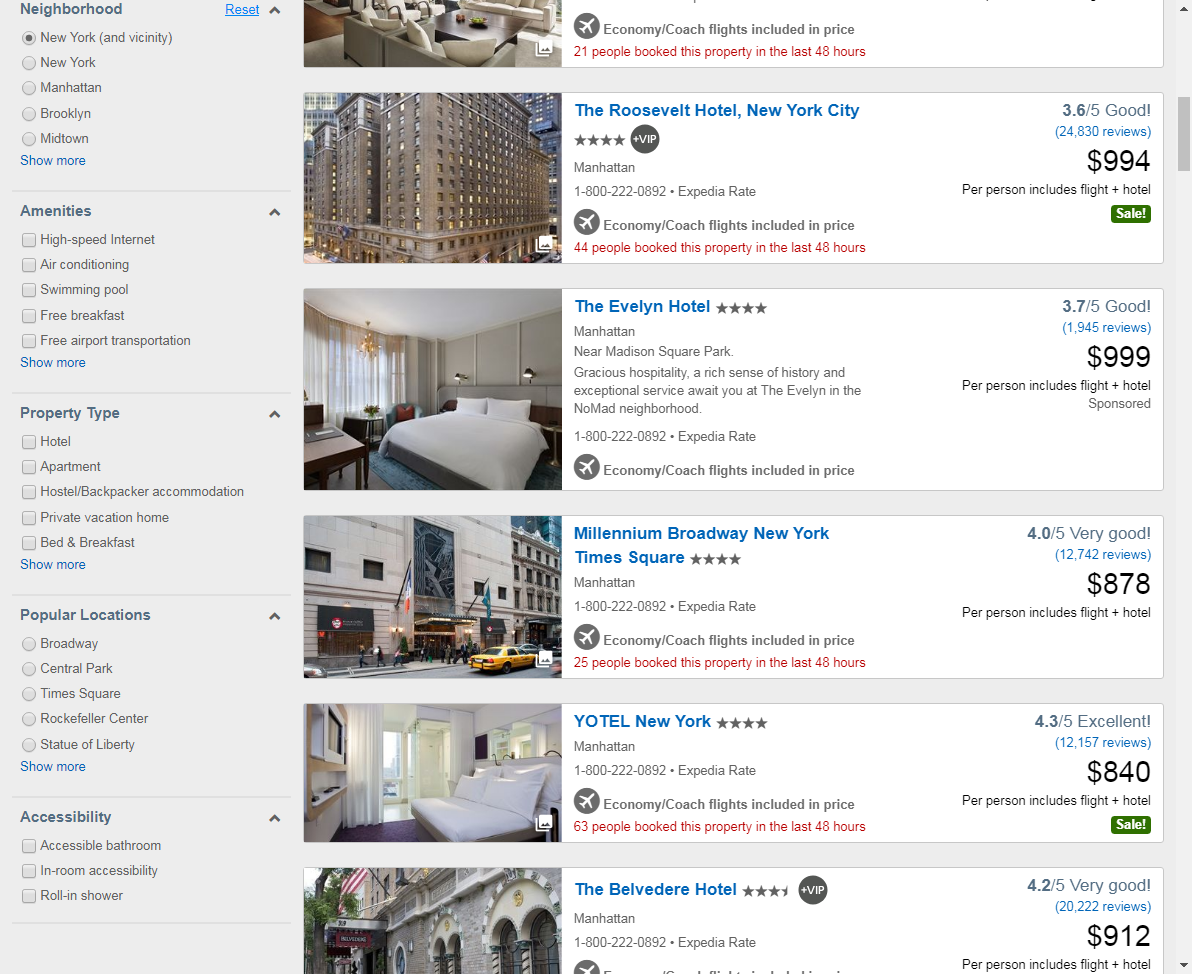 Neighborhood
Reset
New York (and vicinity)
New York
Manhattan
Brooklyn
Midtown
Show more
Amenities
High-speed Internet
Air conditioning
Swimming pool
Free breakfast
Free airport transportation
Show more
Property Type
Hotel
Apartment
Hostel/Backpacker accommodation
Private vacation home
Bed & Breakfast
Show more
Popular Locations
Broadway
Central Park
Times Square
Rockefeller Center
Statue of Liberty
Show more
Accessibility
Accessible bathroom
In-room accessibility
Roll-in shower
Economy/Coach flights included in price
21 people booked this property in the last 48 hours
The Roosevelt Hotel, New York City
+VIP
Manhattan
1-800-222-0892 • Expedia Rate
Economy/Coach flights included in price
44 people booked this property in the last 48 hours
3.6/5 Good!
(24,830 reviews)
$994
Per person includes flight + hotel
Sale!
The Evelyn Hotel
Manhattan
Near Madison Square Park.
Gracious hospitality, a rich sense of history and
exceptional service await you at The Evelyn in the
NoMad neighborhood.
1-800-222-0892 • Expedia Rate
Economy/Coach flights included in price
3.7/5 Good!
(1,945 reviews)
$999
Per person includes flight + hotel
Sponsored
Millennium Broadway New York
Times Square
Manhattan
1-800-222-0892 • Expedia Rate
Economy/Coach flights included in price
25 people booked this property in the last 48 hours
4.0/5 Very good!
(12,742 reviews)
$878
Per person includes flight + hotel
YOTEL New York
Manhattan
1-800-222-0892 • Expedia Rate
Economy/Coach flights included in price
63 people booked this property in the last 48 hours
4.3/5 Excellent!
(12,157 reviews)
$840
Per person includes flight + hotel
Sale!
BELVEDERE
The Belvedere Hotel
+VIP
Manhattan
1-800-222-0892 • Expedia Rate
4.2/5 Very good!
(20,222 reviews)
$912
Per person includes flight + hotel